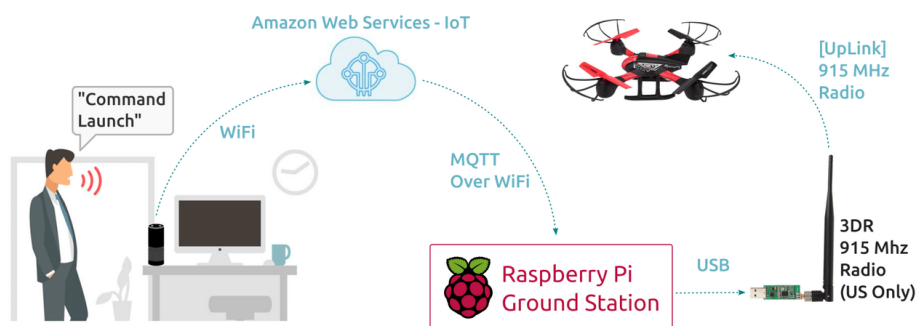 Amazon Web Services - IoT
"Command
Launch"
WiFi
MQTT
Over WiFi
[UpLink]
915 MHz
Radio
Raspberry Pi
Ground Station
USB
3DR
915 Mhz
Radio
(US Only)